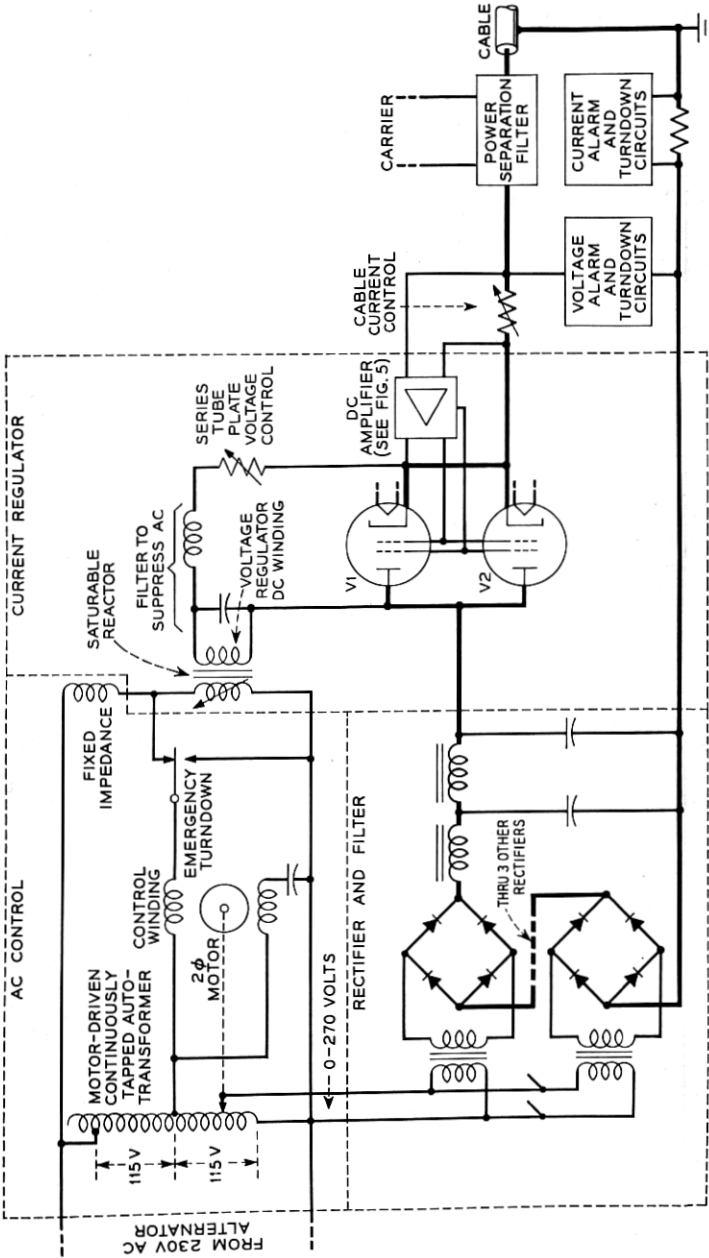 AC CONTROL
CURRENT REGULATOR
FROM 230V AC
ALTERNATOR
115V
115V
MOTOR-DRIVEN
CONTINUOUSLY
TAPPED AUTO-
TRANSFORMER
2ϕ
MOTOR
CONTROL
WINDING
EMERGENCY
TURNDOWN
FIXED
IMPEDANCE
0-270 VOLTS
SATURABLE
REACTOR
FILTER TO
SUPPRESS AC
VOLTAGE
REGULATOR
DC WINDING
SERIES
TUBE
PLATE
VOLTAGE
CONTROL
RECTIFIER AND FILTER
THRU 3 OTHER
RECTIFIERS
V1
V2
DC
AMPLIFIER
(SEE FIG. 5)
CABLE
CURRENT
CONTROL
CARRIER
POWER
SEPARATION
FILTER
CABLE
VOLTAGE
ALARM
AND
TURNDOWN
CIRCUITS
CURRENT
ALARM
AND
TURNDOWN
CIRCUITS